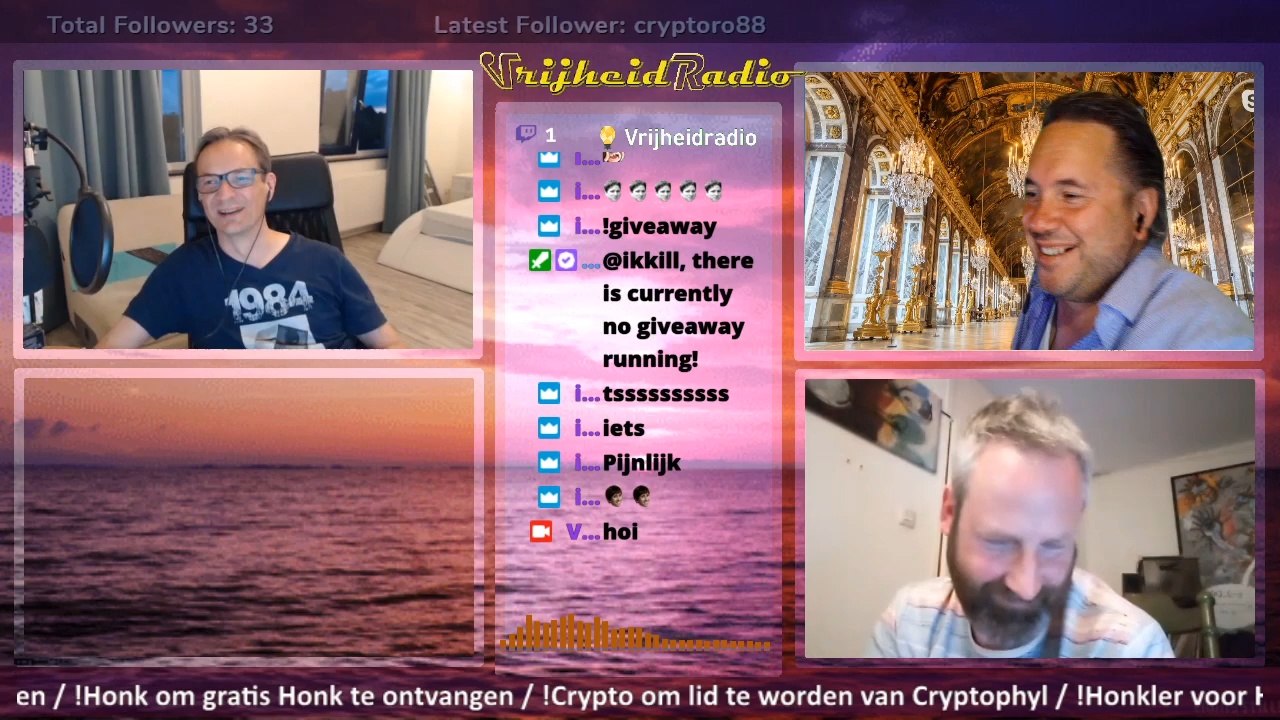 Total Followers: 33
Latest Follower: cryptoro88
VrijheidRadio
1984
1
Vrijheidradio
i...
i...
i... !giveaway
... @ikkill, there
is currently
no giveaway
running!
i... tssssssssss
i... iets
i... Pijnlijk
i...
V... hoi
S
en / !Honk om gratis Honk te ontvangen / !Crypto om lid te worden van Cryptophyl / !Honkler voor